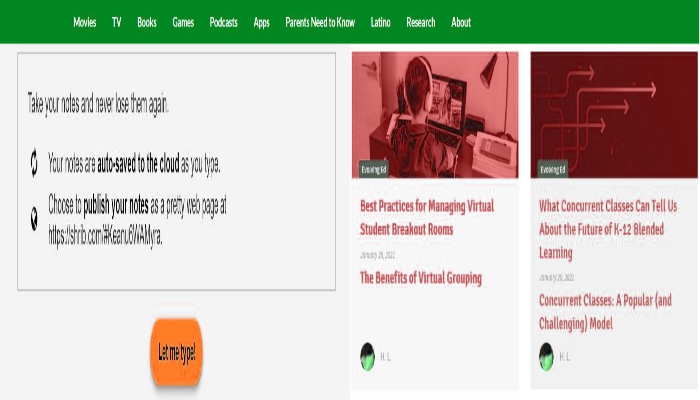 Movies TV Books Games Podcasts Apps Parents Need to Know Latino Research About
Take your notes and never lose them again.
Your notes are auto-saved to the cloud as you type.
Choose to publish your notes as a pretty web page at
https://shrib.com/#Keanu6WAMyra.
Let me type!
Evolving Ed
Best Practices for Managing Virtual
Student Breakout Rooms
January 28, 2021
The Benefits of Virtual Grouping
H. L.
Evolving Ed
What Concurrent Classes Can Tell Us
About the Future of K-12 Blended
Learning
January 20, 2021
Concurrent Classes: A Popular (and
Challenging) Model
H. L.